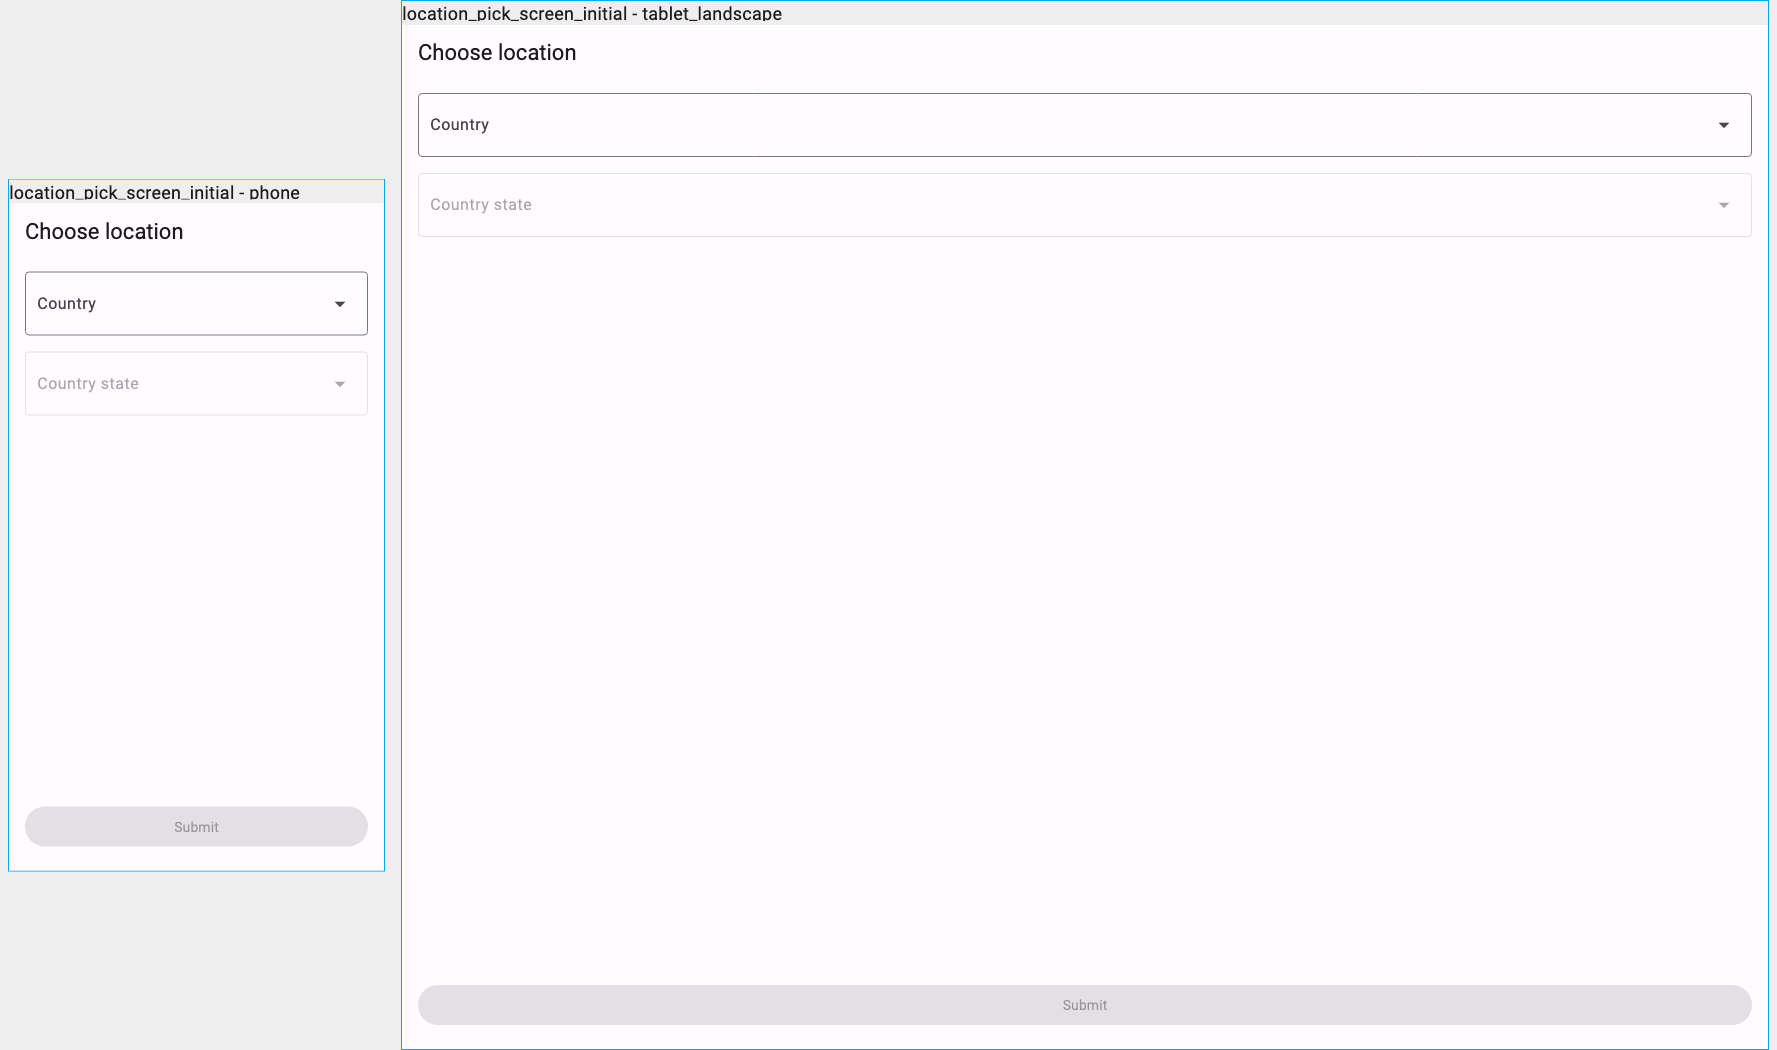 location_pick_screen_initial - phone
Choose location
Country
Country state
Submit
location_pick_screen_initial - tablet_landscape
Choose location
Country
Country state
Submit